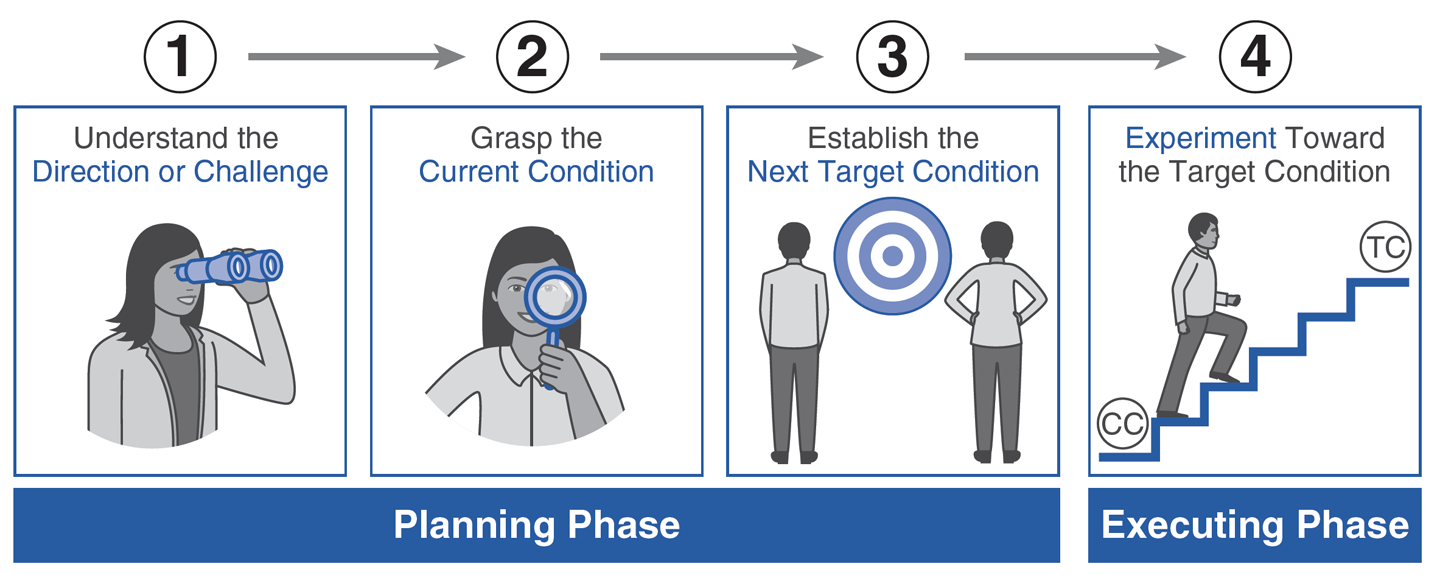 1
2
3
4
Understand the
Direction or Challenge
Grasp the
Current Condition
Establish the
Next Target Condition
Experiment Toward
the Target Condition
CC
TC
Planning Phase
Executing Phase